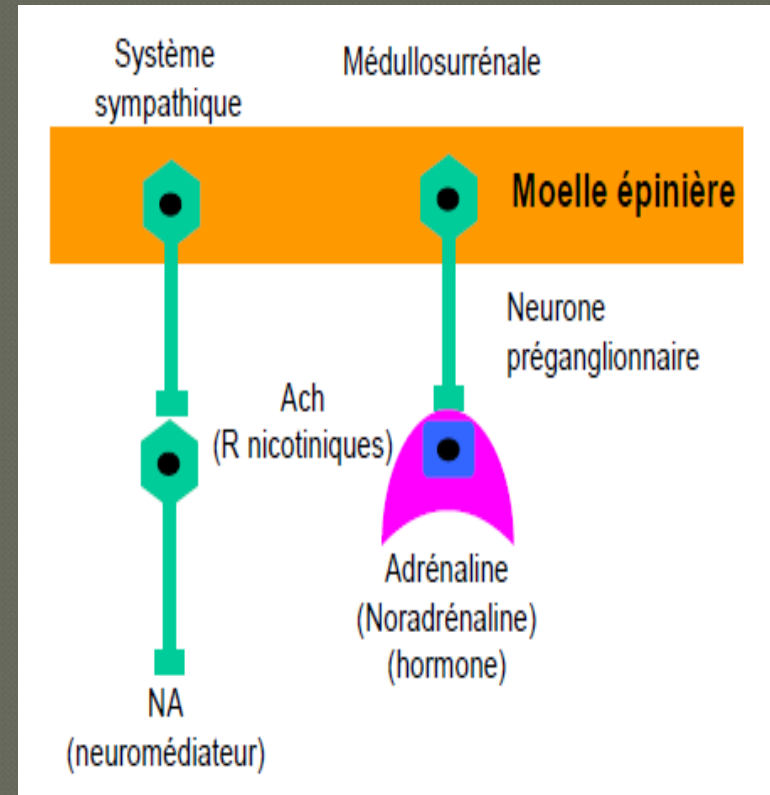 Système
sympathique
Médullosurrénale
Moelle épinière
Neurone
préganglionnaire
Ach
(R nicotiniques)
Adrénaline
(Noradrénaline)
(hormone)
NA
(neuromédiateur)